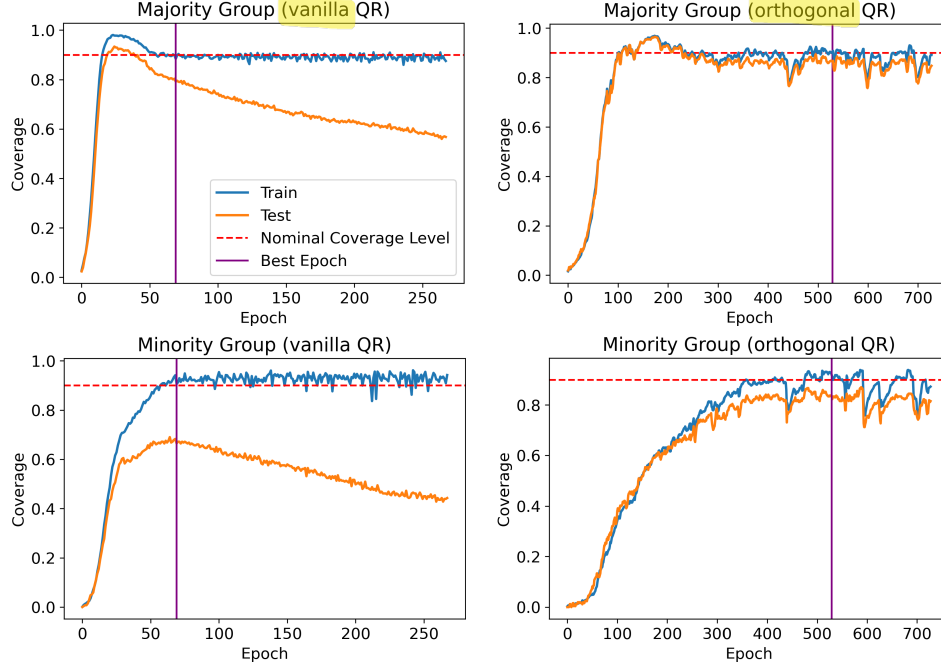 Majority Group (vanilla QR)
1.0
0.8
0.6
0.4
0.2
0.0
Coverage
Train
Test
Nominal Coverage Level
Best Epoch
0 50 100 150 200 250
Epoch
Majority Group (orthogonal QR)
1.0
0.8
0.6
0.4
0.2
0.0
Coverage
0 100 200 300 400 500 600 700
Epoch
Minority Group (vanilla QR)
1.0
0.8
0.6
0.4
0.2
0.0
Coverage
0 50 100 150 200 250
Epoch
Minority Group (orthogonal QR)
0.8
0.6
0.4
0.2
0.0
Coverage
0 100 200 300 400 500 600 700
Epoch